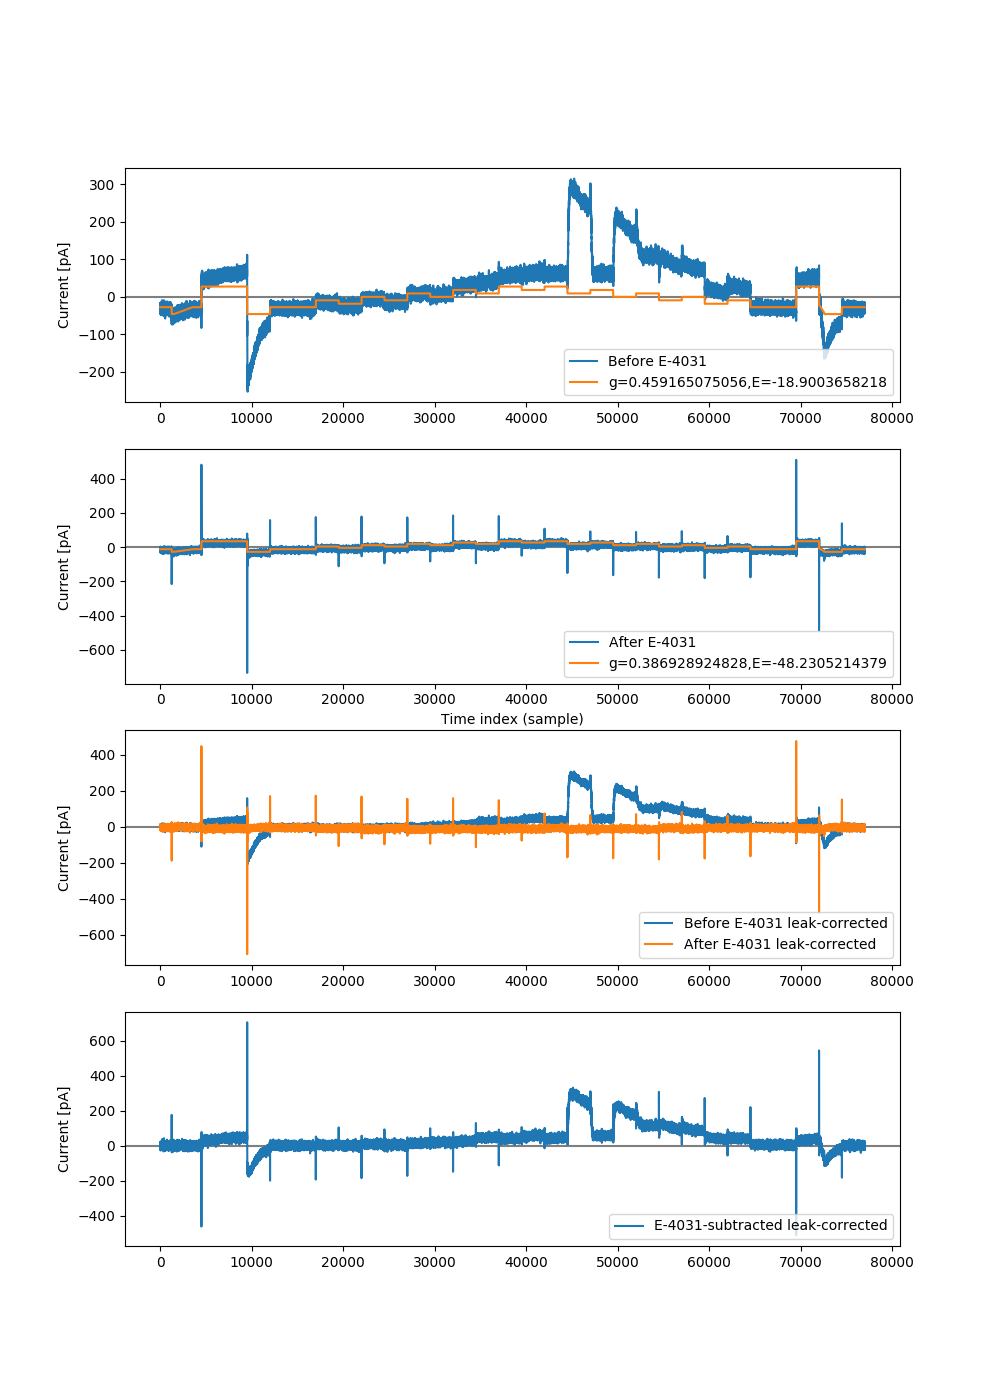 300
200
100
0
−100
−200
Current [pA]
Before E-4031
g=0.459165075056,E=-18.9003658218
0 10000 20000 30000 40000 50000 60000 70000 80000
400
200
0
−200
−400
−600
Current [pA]
After E-4031
g=0.386928924828,E=-48.2305214379
0 10000 20000 30000 40000 50000 60000 70000 80000
Time index (sample)
400
200
0
−200
−400
−600
Current [pA]
Before E-4031 leak-corrected
After E-4031 leak-corrected
0 10000 20000 30000 40000 50000 60000 70000 80000
600
400
200
0
−200
−400
Current [pA]
E-4031-subtracted leak-corrected
0 10000 20000 30000 40000 50000 60000 70000 80000